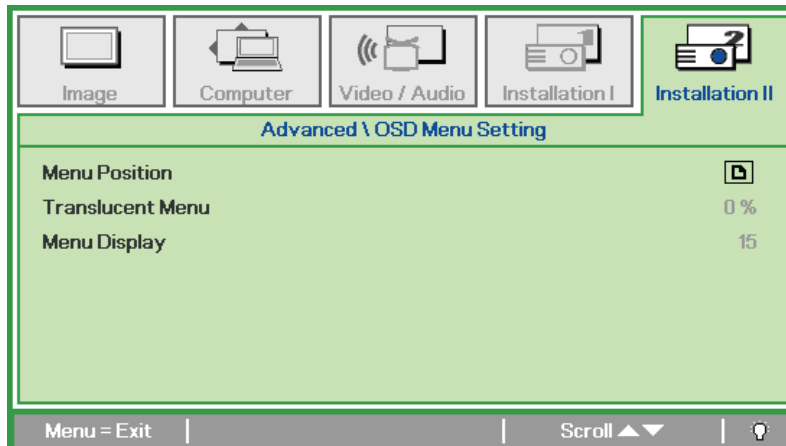 Image Computer Video / Audio Installation I Installation II
Advanced \ OSD Menu Setting
Menu Position
Translucent Menu 0 %
Menu Display 15
Menu = Exit Scroll ▲▼